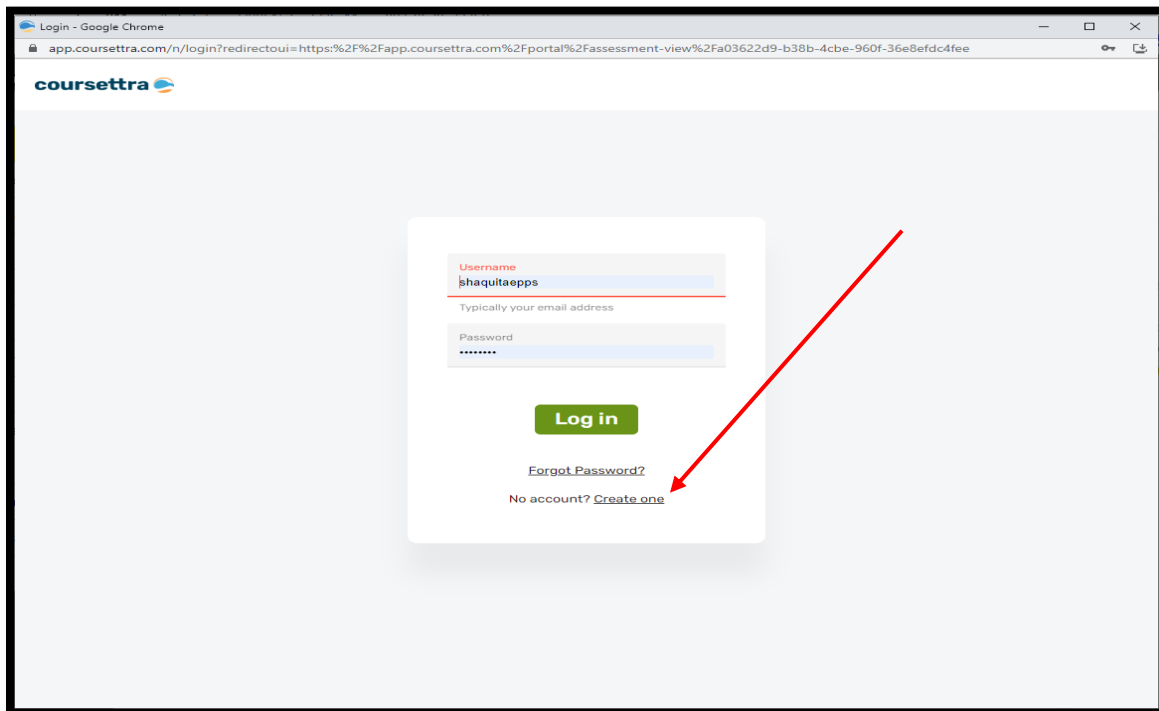 Login - Google Chrome
app.coursettra.com/n/login?redirectoui=https:%2F%2Fapp.coursettra.com%2Fportal%2Fassessment-view%2Fa03622d9-b38b-4cbe-960f-36e8efdc4fee
coursettra
Username
shaquitaepps
Typically your email address
Password
••••••••
Log in
Forgot Password?
No account? Create one